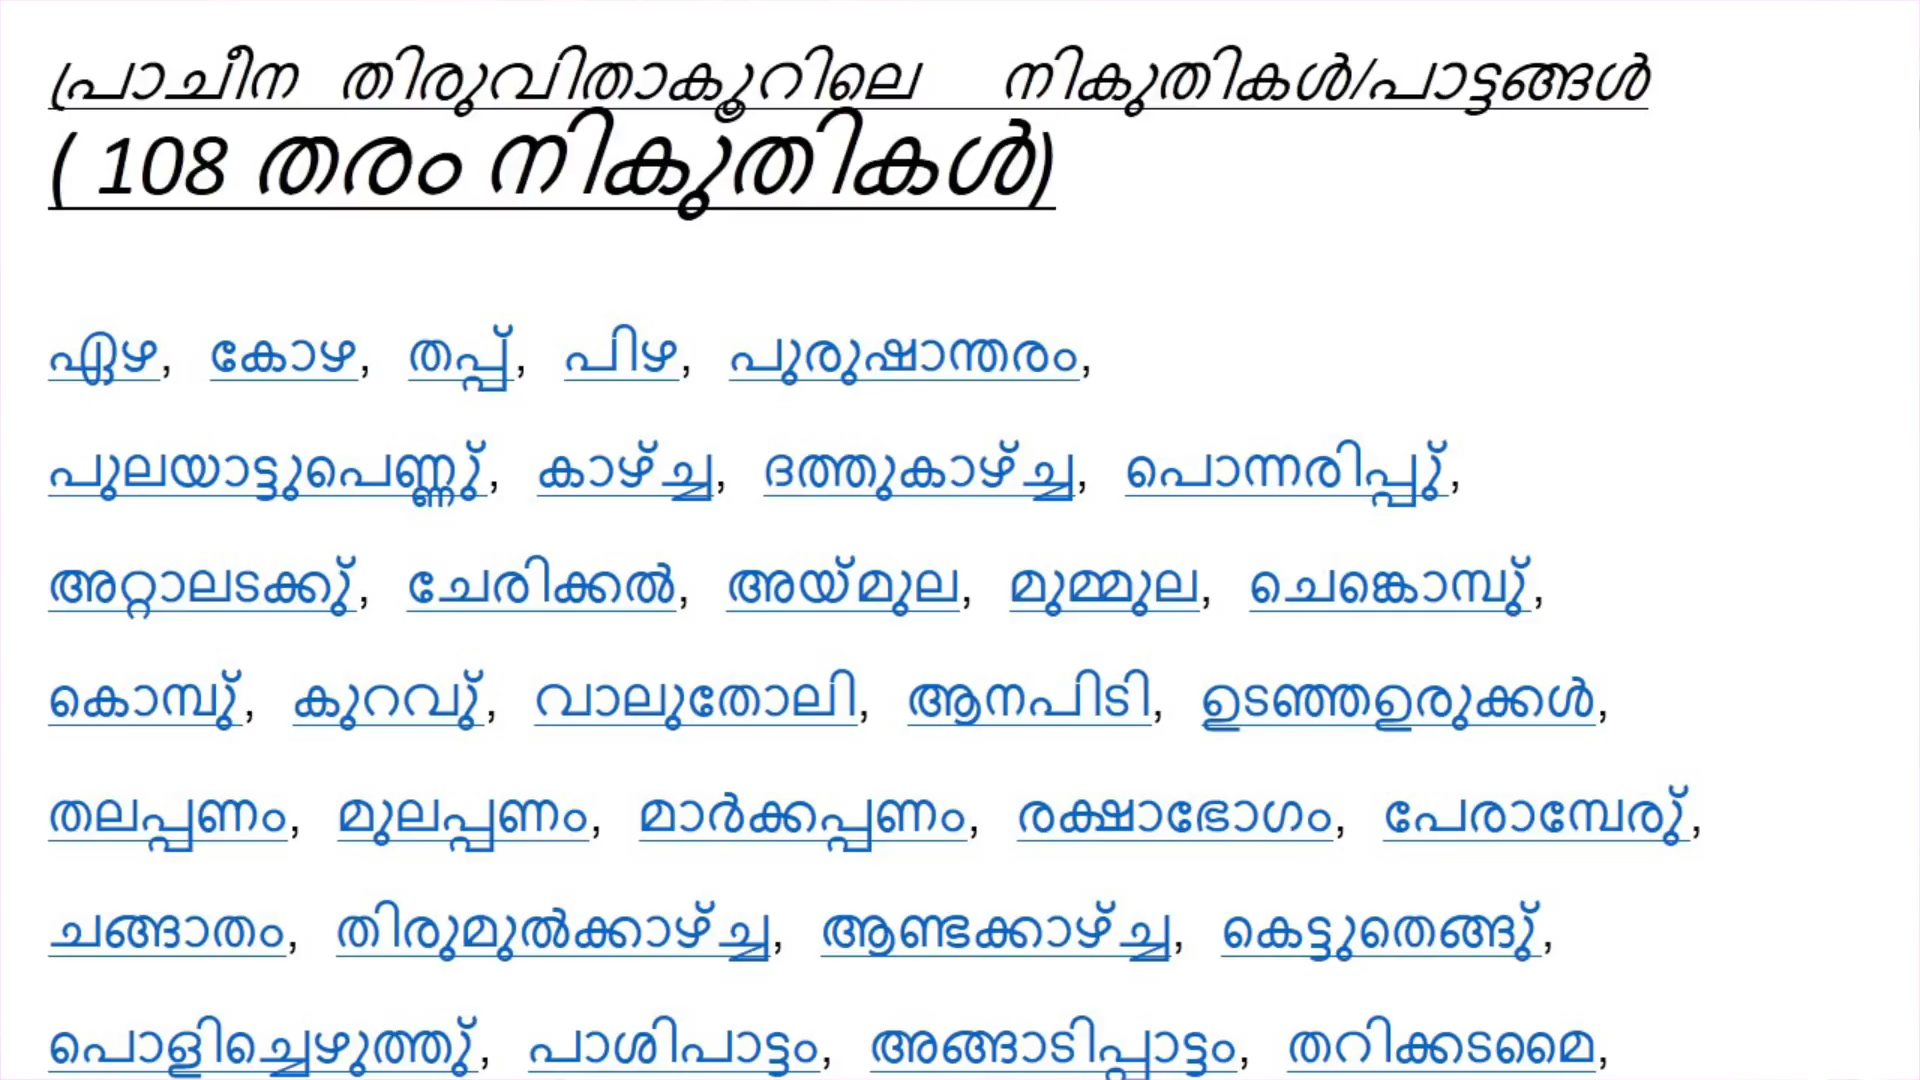 പ്രാചീന തിരുവിതാകൂറിലെ നികുതികൾ/പാട്ടങ്ങൾ
( 108 തരം നികുതികൾ)
ഏഴ, കോഴ, തപ്പ്, പിഴ, പുരുഷാന്തരം,
പുലയാട്ടുപെണ്ണു്, കാഴ്ച്ച, ദത്തുകാഴ്ച്ച, പൊന്നരിപ്പു്,
അറ്റാലടക്കു്, ചേരിക്കൽ, അയ്മുല, മുമ്മുല, ചെങ്കൊമ്പു്,
കൊമ്പു്, കുറവു്, വാലുതോലി, ആനപിടി, ഉടഞ്ഞഉരുക്കൾ,
തലപ്പണം, മുലപ്പണം, മാർക്കപ്പണം, രക്ഷാഭോഗം, പേരാമ്പേരു്,
ചങ്ങാതം, തിരുമുൽക്കാഴ്ച്ച, ആണ്ടക്കാഴ്ച്ച, കെട്ടുതെങ്ങു്,
പൊളിച്ചെഴുത്തു്, പാശിപാട്ടം, അങ്ങാടിപ്പാട്ടം, തറിക്കടമൈ,